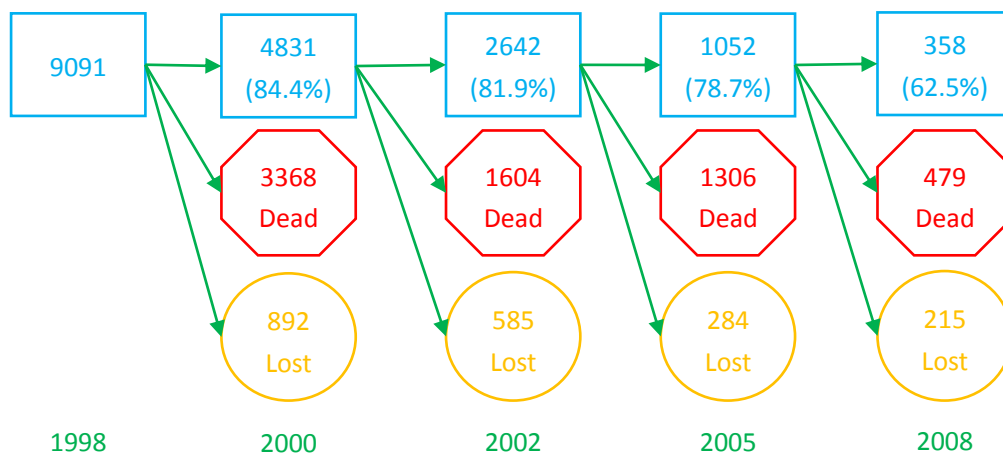 9091
4831
(84.4%)
2642
(81.9%)
1052
(78.7%)
358
(62.5%)
3368
Dead
1604
Dead
1306
Dead
479
Dead
892
Lost
585
Lost
284
Lost
215
Lost
1998
2000
2002
2005
2008